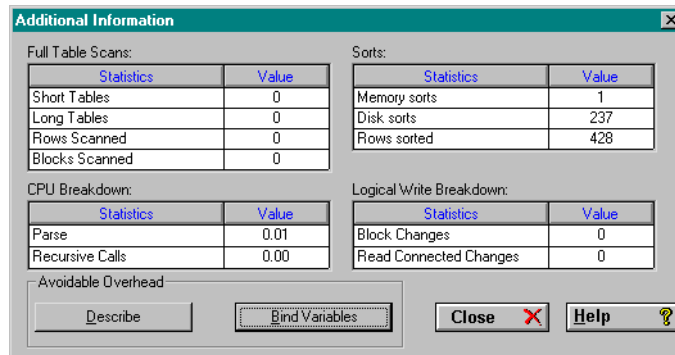 Additional Information
Full Table Scans:
Statistics Value
Short Tables 0
Long Tables 0
Rows Scanned 0
Blocks Scanned 0
Sorts:
Statistics Value
Memory sorts 1
Disk sorts 237
Rows sorted 428
CPU Breakdown:
Statistics Value
Parse 0.01
Recursive Calls 0.00
Logical Write Breakdown:
Statistics Value
Block Changes 0
Read Connected Changes 0
Avoidable Overhead
Describe
Bind Variables
Close
Help